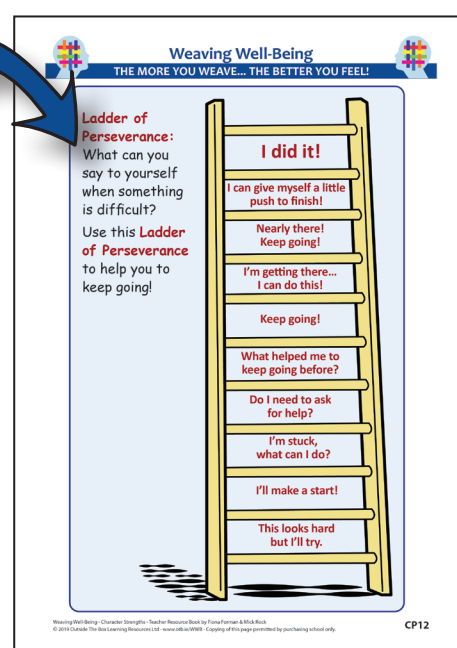 Weaving Well-Being
THE MORE YOU WEAVE... THE BETTER YOU FEEL!
Ladder of
Perseverance:
What can you
say to yourself
when something
is difficult?
Use this Ladder
of Perseverance
to help you to
keep going!
I did it!
I can give myself a little
push to finish!
Nearly there!
Keep going!
I'm getting there...
I can do this!
Keep going!
What helped me to
keep going before?
Do I need to ask
for help?
I'm stuck,
what can I do?
I'll make a start!
This looks hard
but I'll try.
Weaving Well-Being - Character Strengths - Teacher Resource Book by Fiona Forman & Mick Rock
© 2019 Outside The Box Learning Resources Ltd - www.otb.ie/WWB - Copying of this page permitted by purchasing school only.
CP12